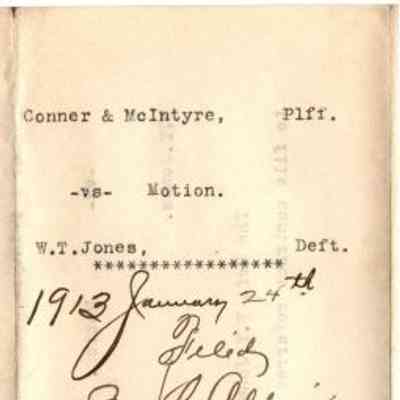 Conner & McIntyre, Plff.
-vs- Motion.
W.T.Jones, Deft.
********************
1913 January 24th
Filed